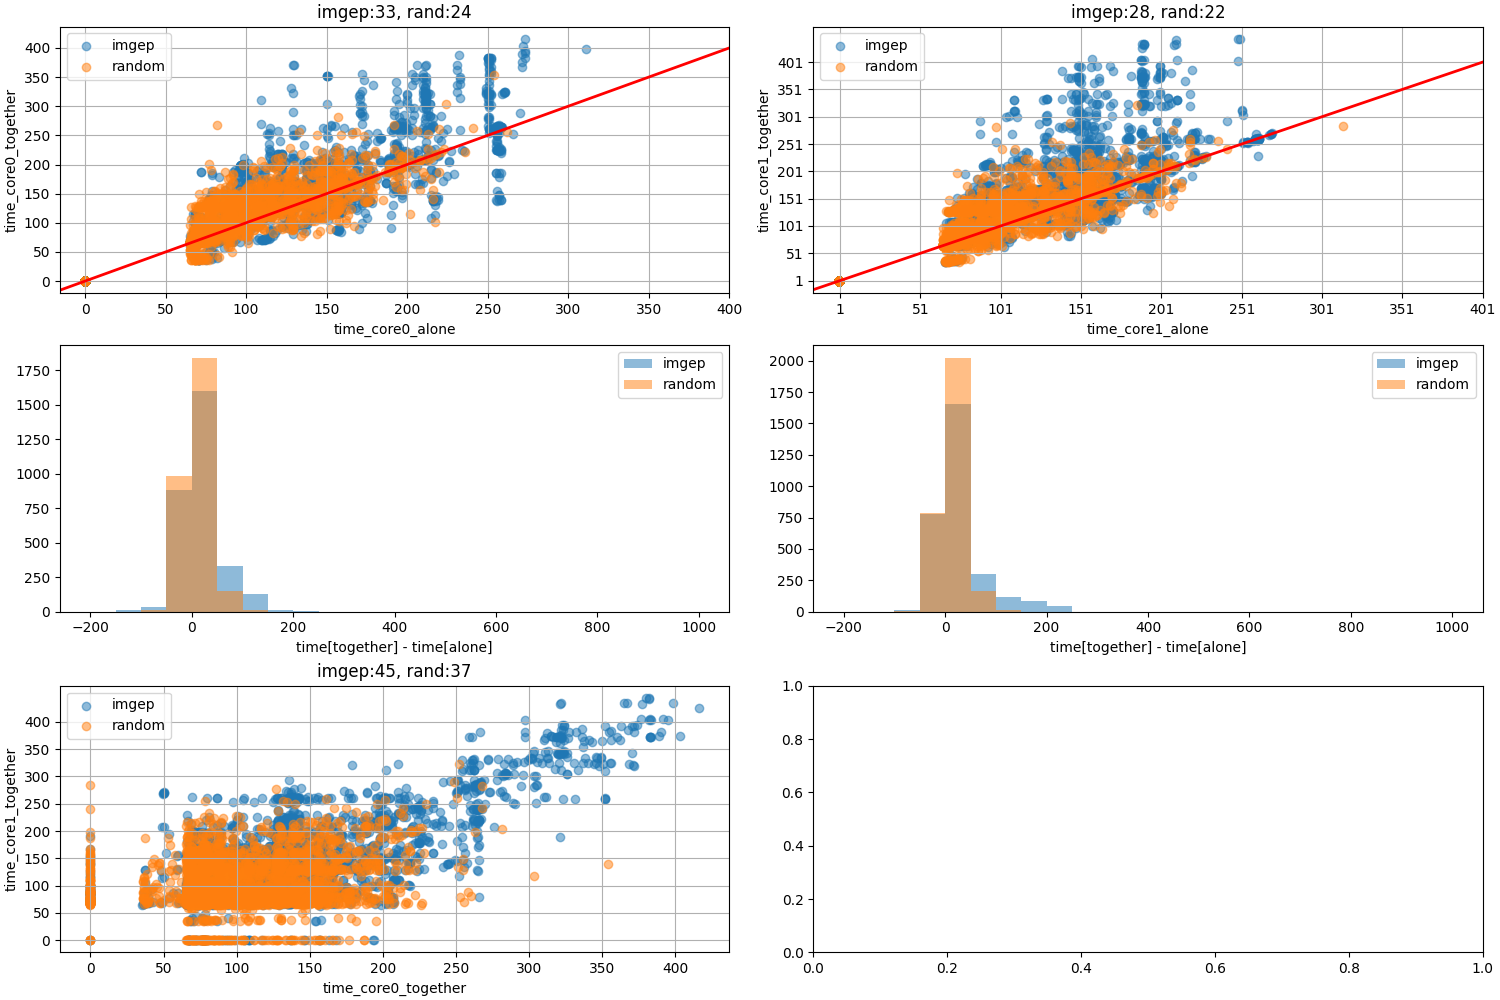 imgep:33, rand:24
imgep:28, rand:22
imgep
random
imgep
random
time_core0_together
400
350
300
250
200
150
100
50
0
0 50 100 150 200 250 300 350 400
time_core0_alone
time_core1_together
401
351
301
251
201
151
101
51
1
1 51 101 151 201 251 301 351 401
time_core1_alone
imgep
random
1750
1500
1250
1000
750
500
250
0
−200 0 200 400 600 800 1000
time[together] - time[alone]
imgep
random
2000
1750
1500
1250
1000
750
500
250
0
−200 0 200 400 600 800 1000
time[together] - time[alone]
imgep:45, rand:37
imgep
random
time_core1_together
400
350
300
250
200
150
100
50
0
0 50 100 150 200 250 300 350 400
time_core0_together
1.0
0.8
0.6
0.4
0.2
0.0
0.0 0.2 0.4 0.6 0.8 1.0